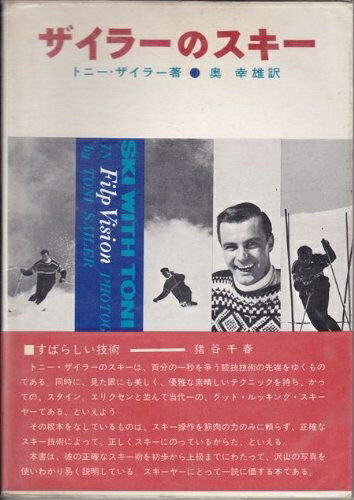 ザイラーのスキー
トニー・ザイラー著●奥 幸雄訳
SKI WITH TONI
VA Filp Vision PHOTOG
by TONI SAILER
■すばらしい技術 ――― 猪谷千春
トニー・ザイラーのスキーは、百分の一秒を争う競技技術の先端をゆくもの
である。同時に、見た眼にも美しく、優雅な素晴しいテクニックを持ち、かつ
ての、スタイン、エリクセンと並んで当代一の、グッド・ルッキング・スキー
ヤーである、といえよう
その根本をなしているものは、スキー操作を筋肉の力のみに頼らず、正確な
スキー技術によって、正しくスキーにのっているからだ、といえる。
本書は、彼の正確なスキー術を初歩から上段までにわたって、沢山の写真を
使いわかり易く説明している。スキーヤーにとって一読に価する本である。